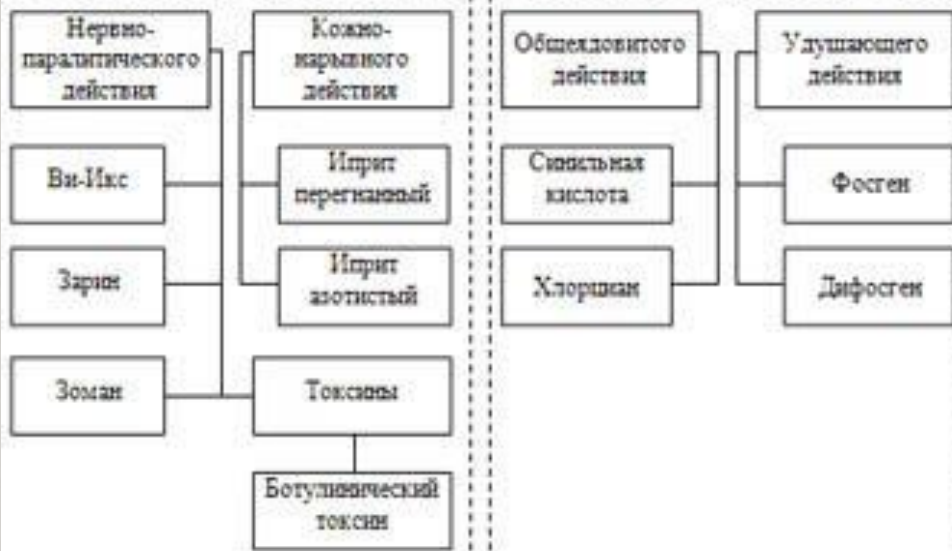 Нервно-
паралитического
действия
Кожно-
нарывного
действия
Общеядовитого
действия
Удушающего
действия
Ви-Икс
Иприт
перегнанный
Синильная
кислота
Фосген
Зарин
Иприт
азотистый
Хлорциан
Дифосген
Зоман
Токсины
Ботулинический
токсин